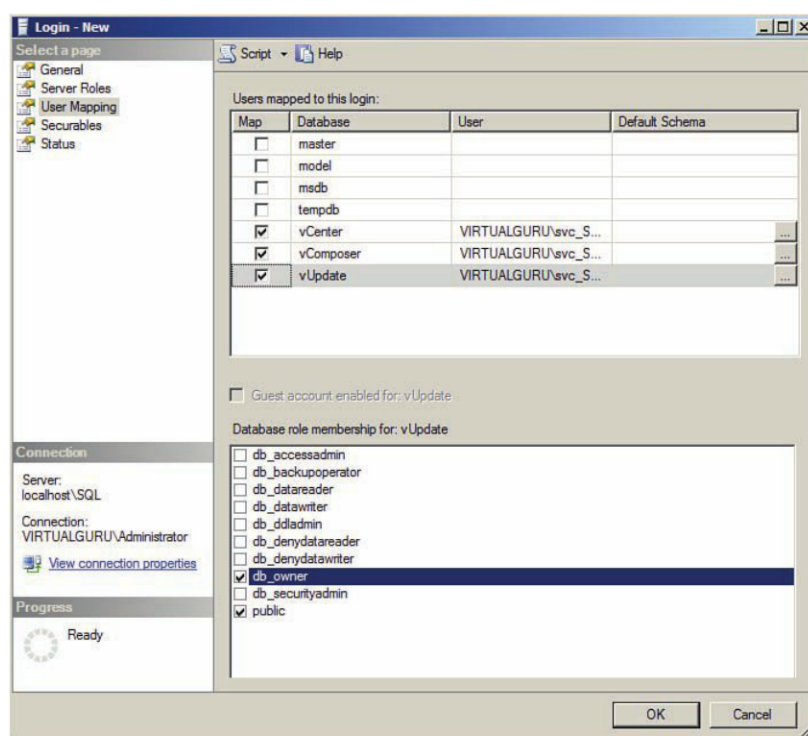 Login - New
Select a page
General
Server Roles
User Mapping
Securables
Status
Script
Help
Users mapped to this login:
Map Database User Default Schema
master
model
msdb
tempdb
vCenter VIRTUALGURU\svc_S... ...
vComposer VIRTUALGURU\svc_S... ...
vUpdate VIRTUALGURU\svc_S... ...
Guest account enabled for: vUpdate
Database role membership for: vUpdate
db_accessadmin
db_backupoperator
db_datareader
db_datawriter
db_ddladmin
db_denydatareader
db_denydatawriter
db_owner
db_securityadmin
public
Connection
Server:
localhost\SQL
Connection:
VIRTUALGURU\Administrator
View connection properties
Progress
Ready
OK Cancel